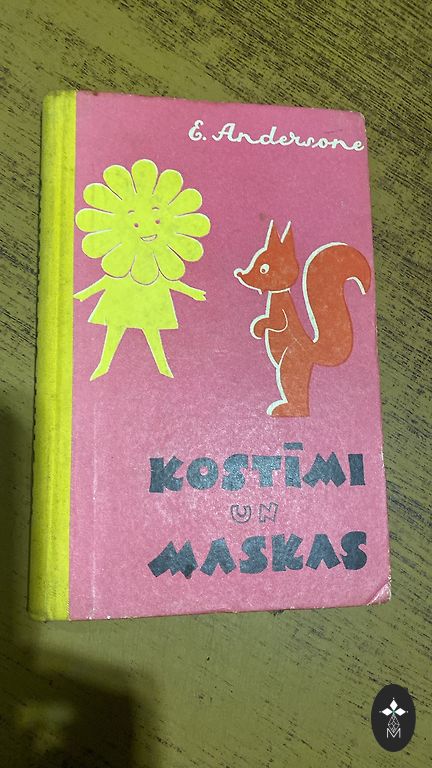 E. Andersone
KOSTĪMI
UN
MASKAS